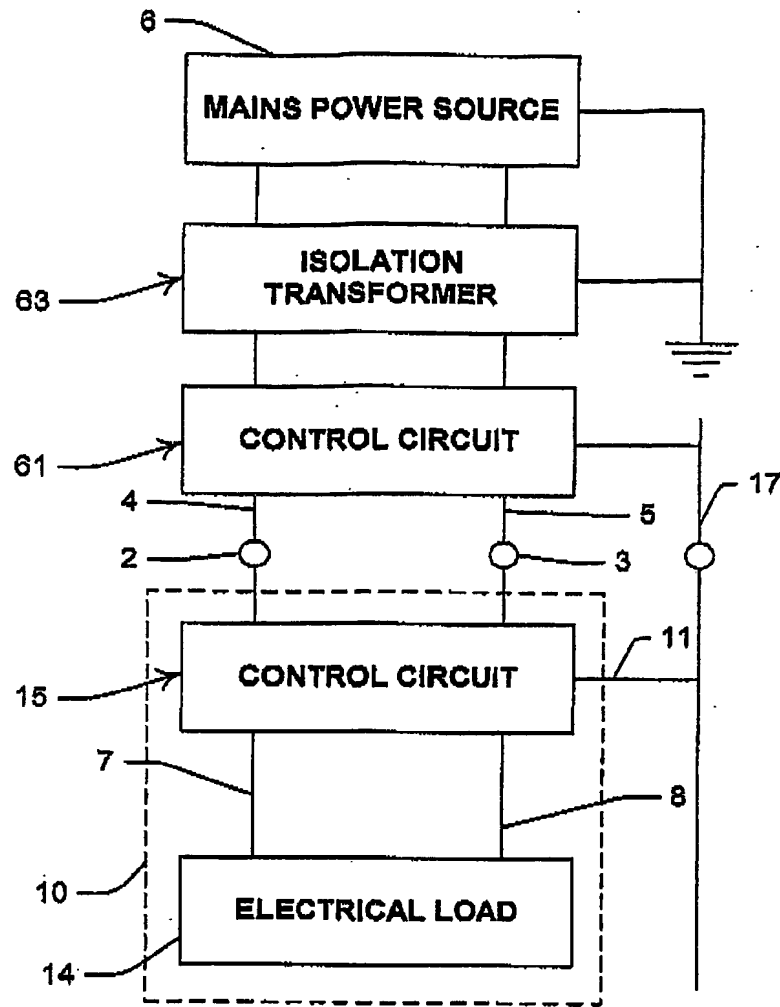 6
MAINS POWER SOURCE
ISOLATION
TRANSFORMER
63
CONTROL CIRCUIT
61
4
5
17
2
3
11
CONTROL CIRCUIT
15
7
8
10
ELECTRICAL LOAD
14